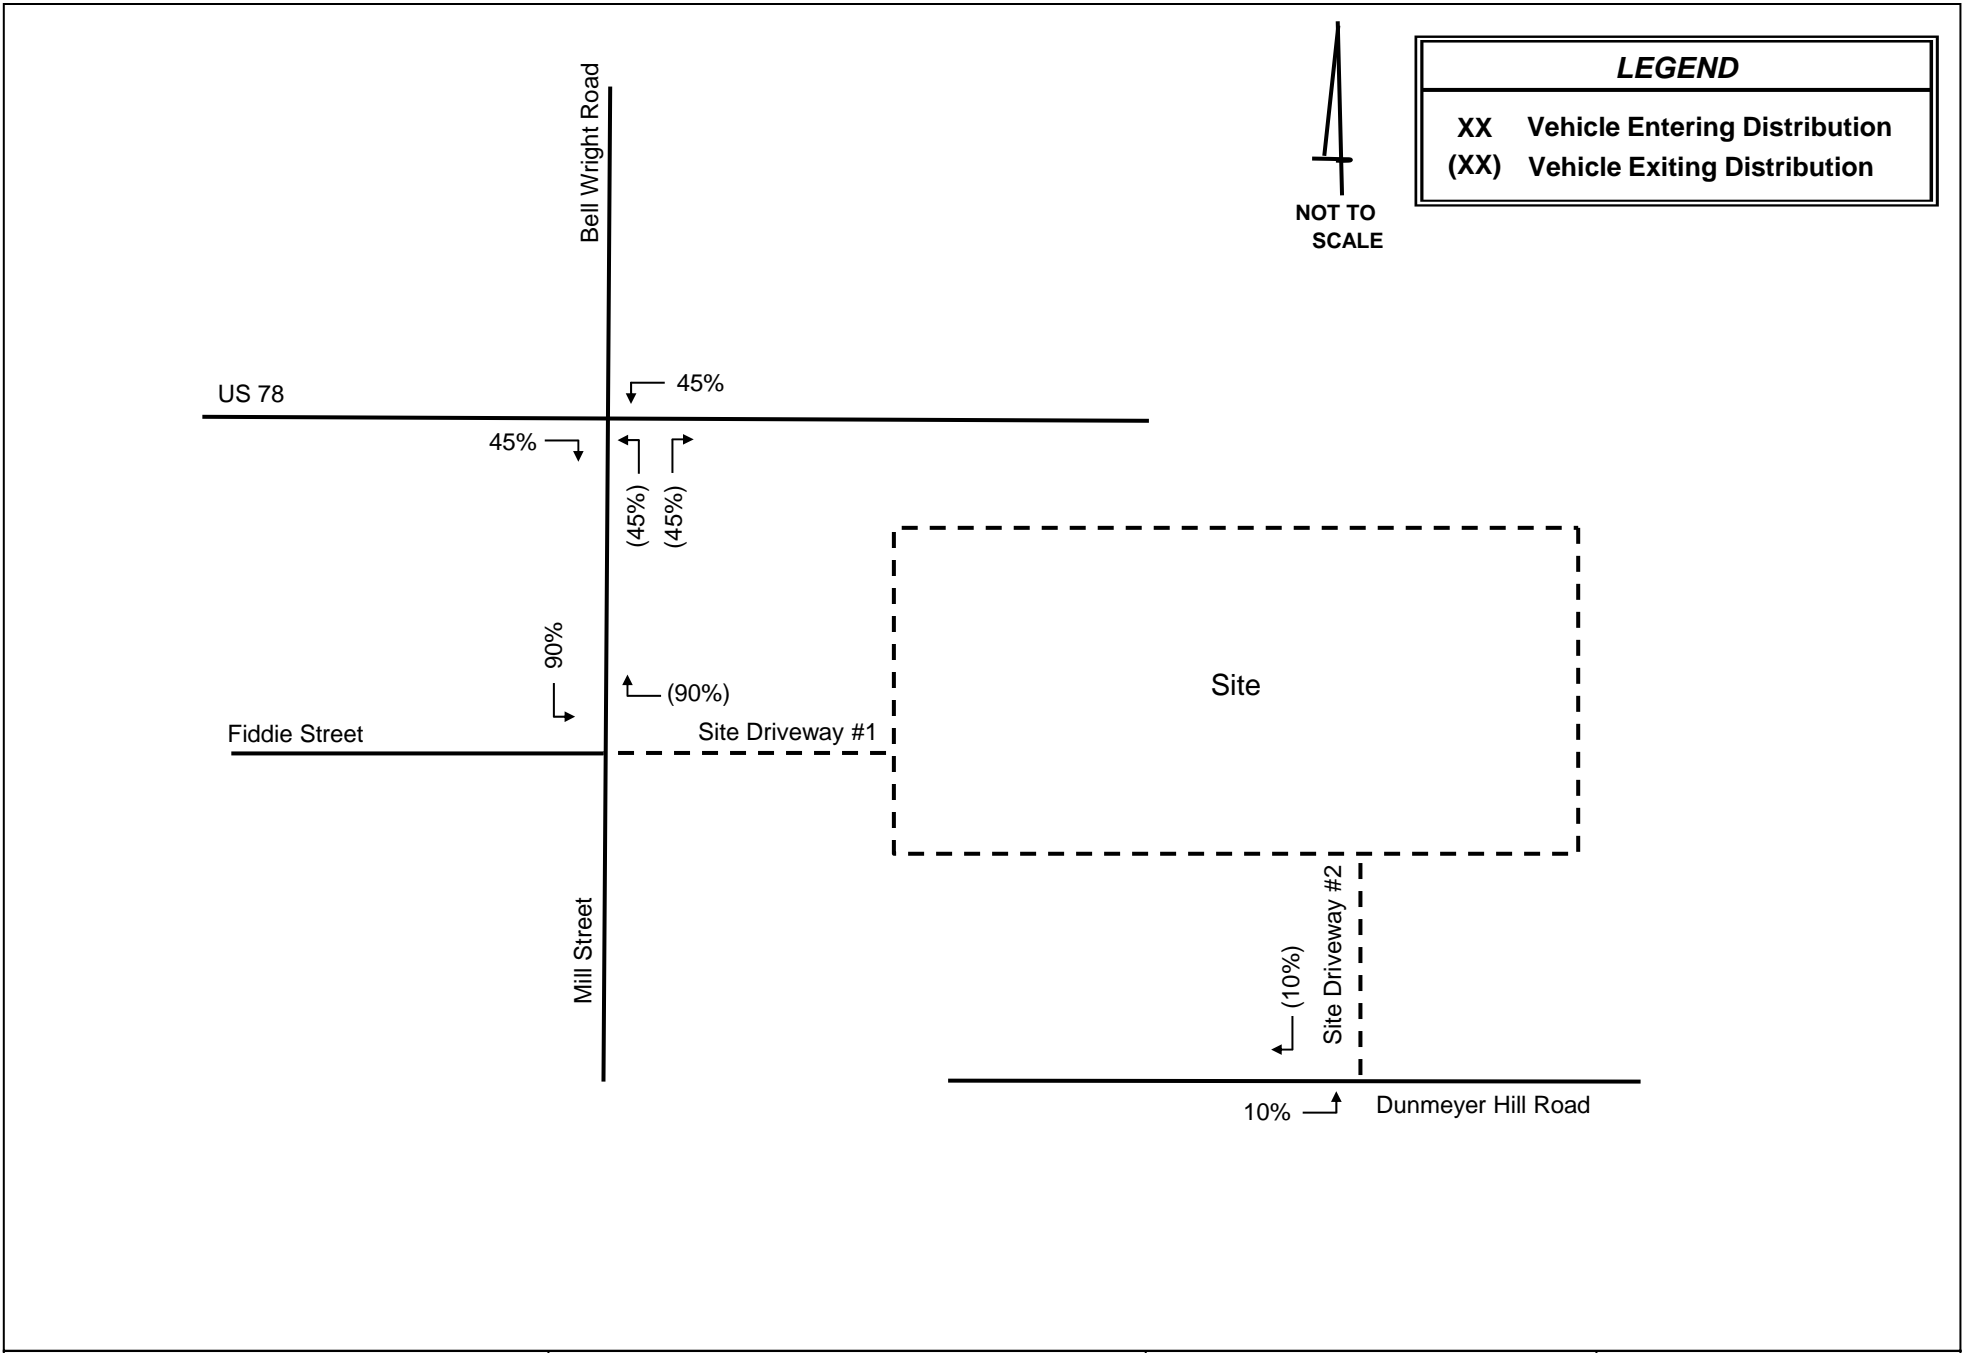 LEGEND
XX Vehicle Entering Distribution
(XX) Vehicle Exiting Distribution
NOT TO
SCALE
Bell Wright Road
US 78
45%
45%
(45%)
(45%)
90%
(90%)
Site
Fiddie Street
Site Driveway #1
Mill Street
Site Driveway #2
(10%)
10%
Dunmeyer Hill Road